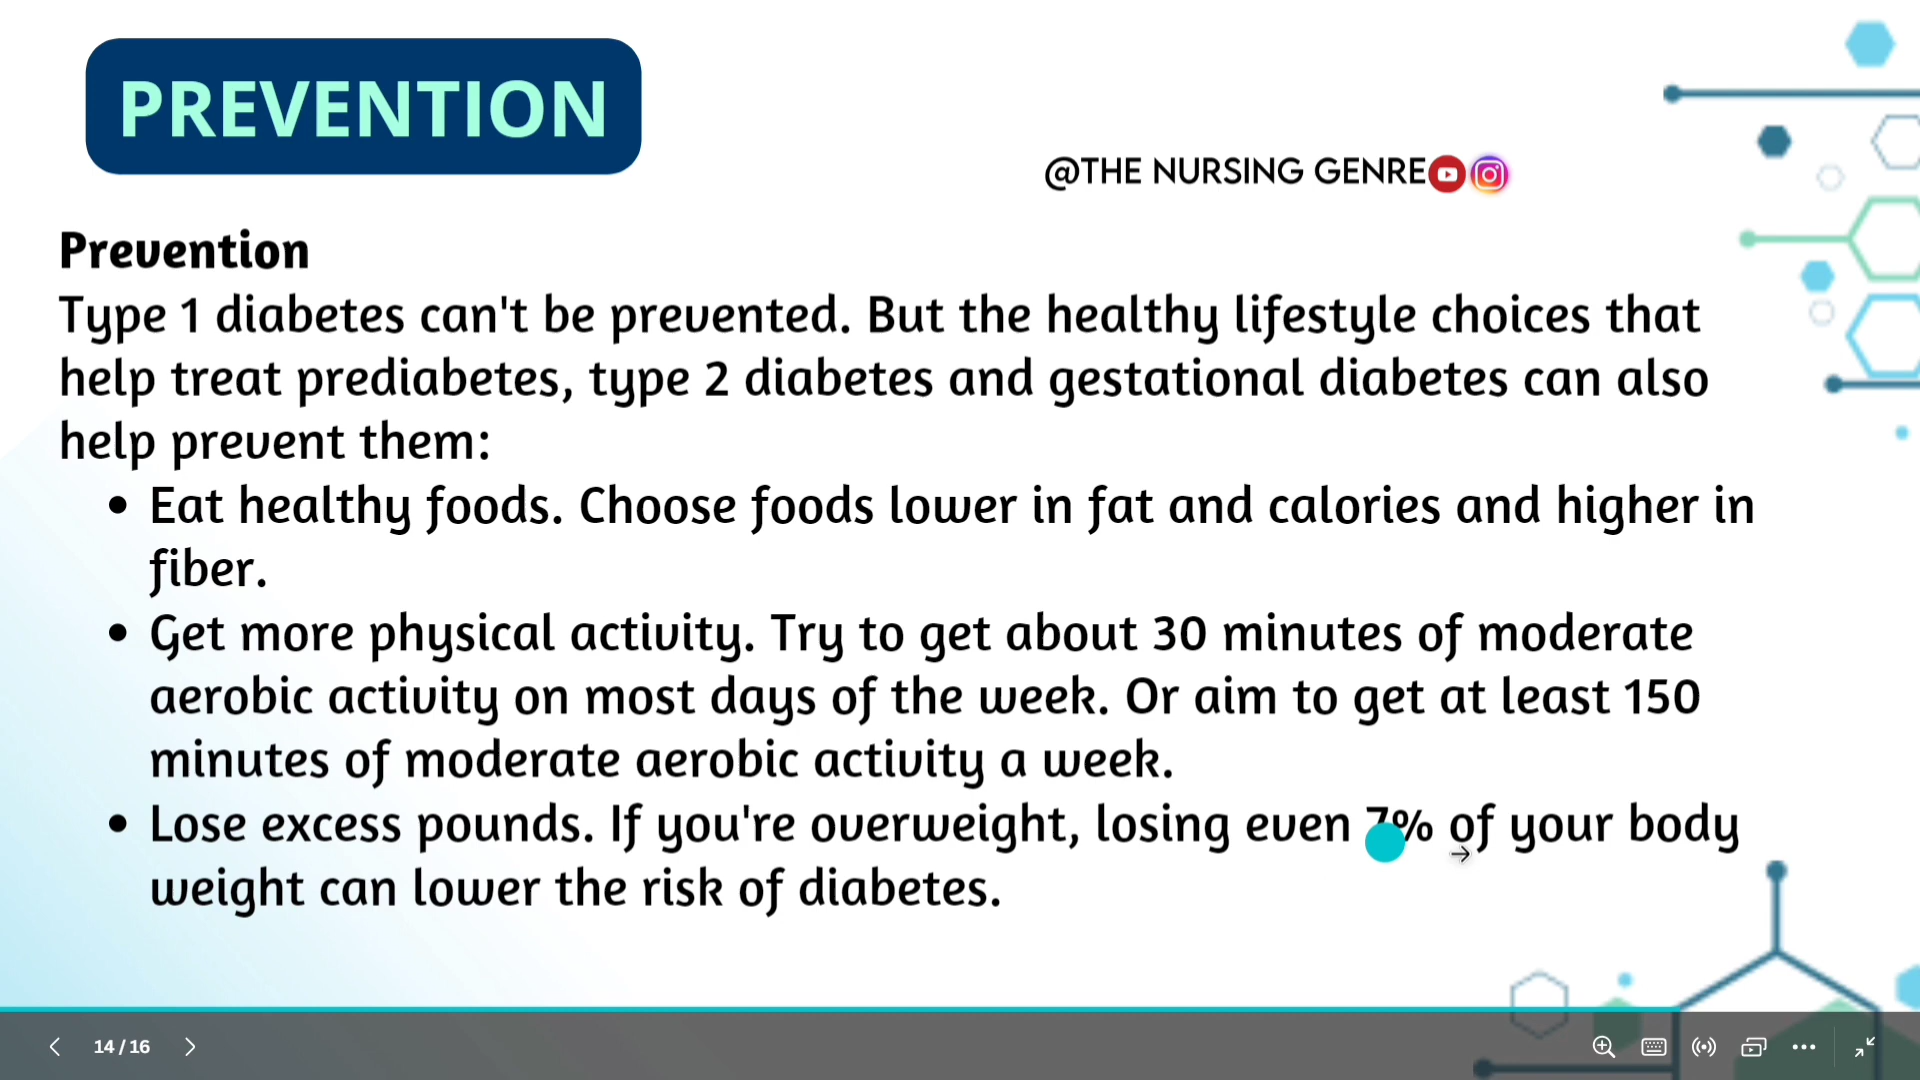 PREVENTION
@THE NURSING GENRE
Prevention
Type 1 diabetes can't be prevented. But the healthy lifestyle choices that
help treat prediabetes, type 2 diabetes and gestational diabetes can also
help prevent them:
• Eat healthy foods. Choose foods lower in fat and calories and higher in
fiber.
• Get more physical activity. Try to get about 30 minutes of moderate
aerobic activity on most days of the week. Or aim to get at least 150
minutes of moderate aerobic activity a week.
• Lose excess pounds. If you're overweight, losing even 7% of your body
weight can lower the risk of diabetes.
14 / 16